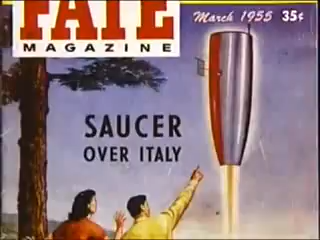 FATE
MAGAZINE
March 1955 35¢
SAUCER
OVER ITALY